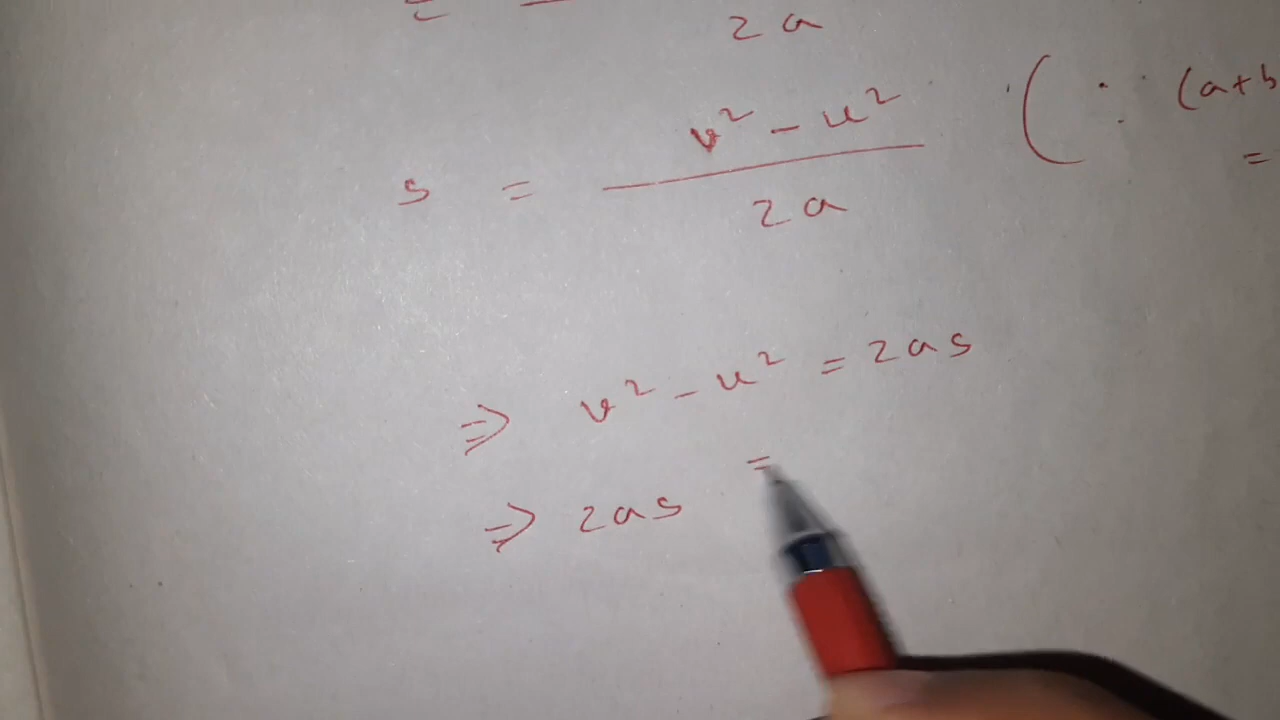 2a
s = v² - u² / 2a ( ∵ (a+b
=
⇒ v² - u² = 2as
⇒ 2as =